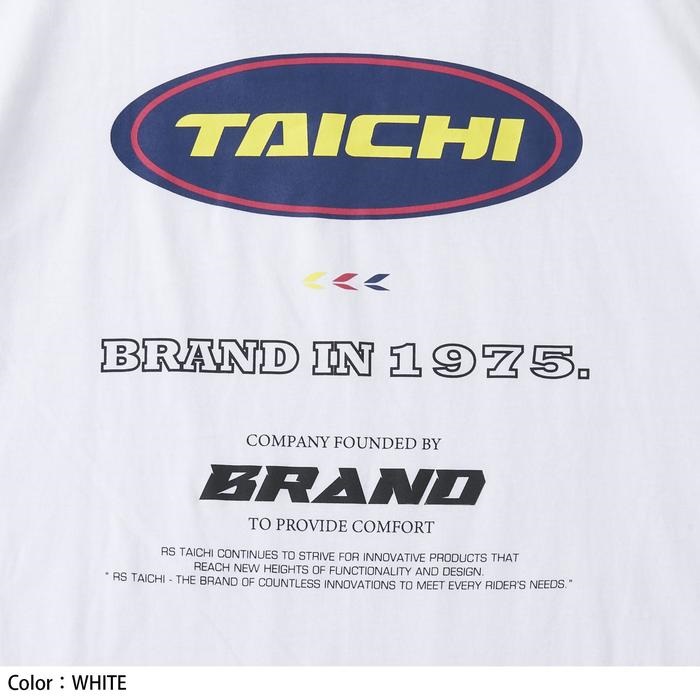 TAICHI
BRAND IN 1975.
COMPANY FOUNDED BY
BRAND
TO PROVIDE COMFORT
RS TAICHI CONTINUES TO STRIVE FOR INNOVATIVE PRODUCTS THAT
REACH NEW HEIGHTS OF FUNCTIONALITY AND DESIGN.
" RS TAICHI - THE BRAND OF COUNTLESS INNOVATIONS TO MEET EVERY RIDER'S NEEDS."
Color：WHITE